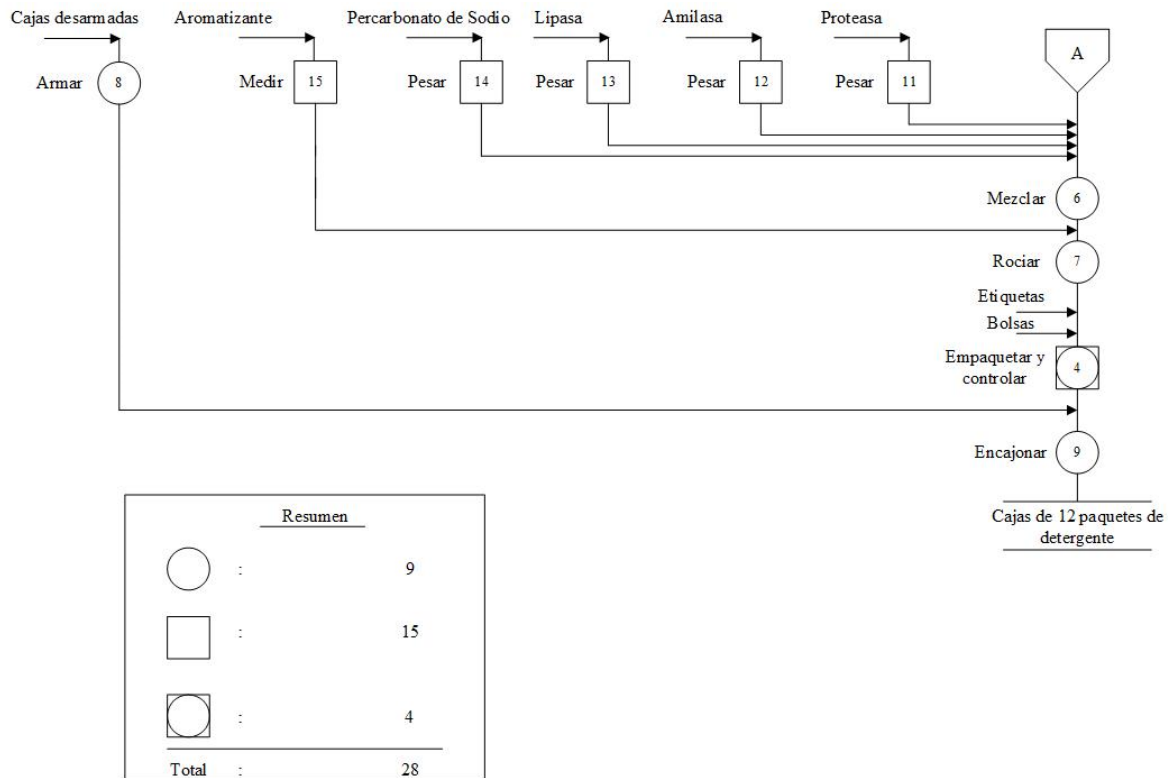 Cajas desarmadas
Aromatizante
Percarbonato de Sodio
Lipasa
Amilasa
Proteasa
A
Armar
8
Medir
15
Pesar
14
Pesar
13
Pesar
12
Pesar
11
Mezclar
6
Rociar
7
Etiquetas
Bolsas
Empaquetar y
controlar
4
Encajonar
9
Cajas de 12 paquetes de
detergente
Resumen
: 9
: 15
: 4
Total : 28